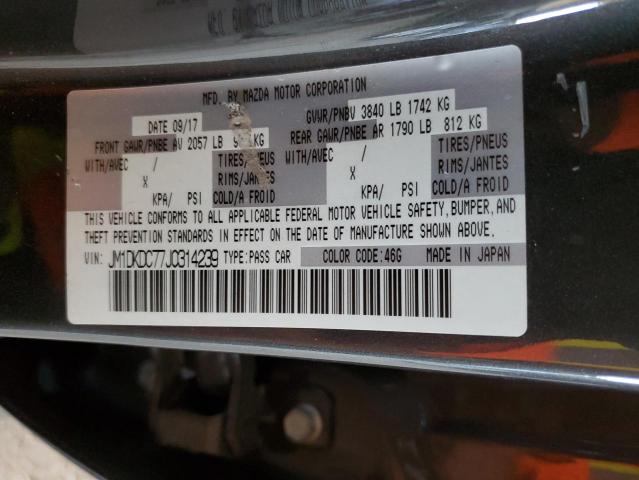 MFD. BY MAZDA MOTOR CORPORATION
DATE 09/17 GVWR/PNBV 3840 LB 1742 KG
FRONT GAWR/PNBE AV 2057 LB KG REAR GAWR/PNBE AR 1790 LB 812 KG
WITH/AVEC / TIRES/PNEUS WITH/AVEC / TIRES/PNEUS
X RIMS/JANTES X RIMS/JANTES
KPA/ PSI COLD/A FROID KPA/ PSI COLD/A FROID
THIS VEHICLE CONFORMS TO ALL APPLICABLE FEDERAL MOTOR VEHICLE SAFETY, BUMPER, AND
THEFT PREVENTION STANDARDS IN EFFECT ON THE DATE OF MANUFACTURE SHOWN ABOVE.
VIN: JM1DKDC77JC314239 TYPE: PASS CAR COLOR CODE: 46G MADE IN JAPAN